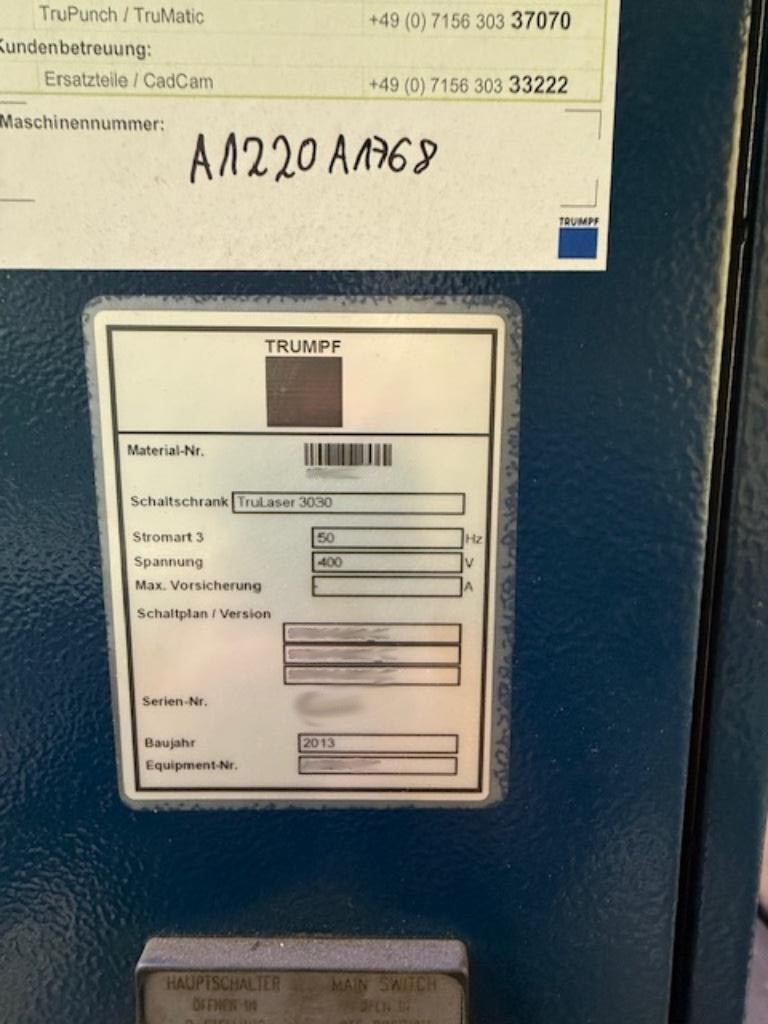 TruPunch / TruMatic +49 (0) 7156 303 37070
Kundenbetreuung:
Ersatzteile / CadCam +49 (0) 7156 303 33222
Maschinennummer:
A1220A1768
TRUMPF
TRUMPF
Material-Nr.
Schaltschrank TruLaser 3030
Stromart 3 50 Hz
Spannung 400 V
Max. Vorsicherung - A
Schaltplan / Version
Serien-Nr.
Baujahr 2013
Equipment-Nr.
HAUPTSCHALTER MAIN SWITCH